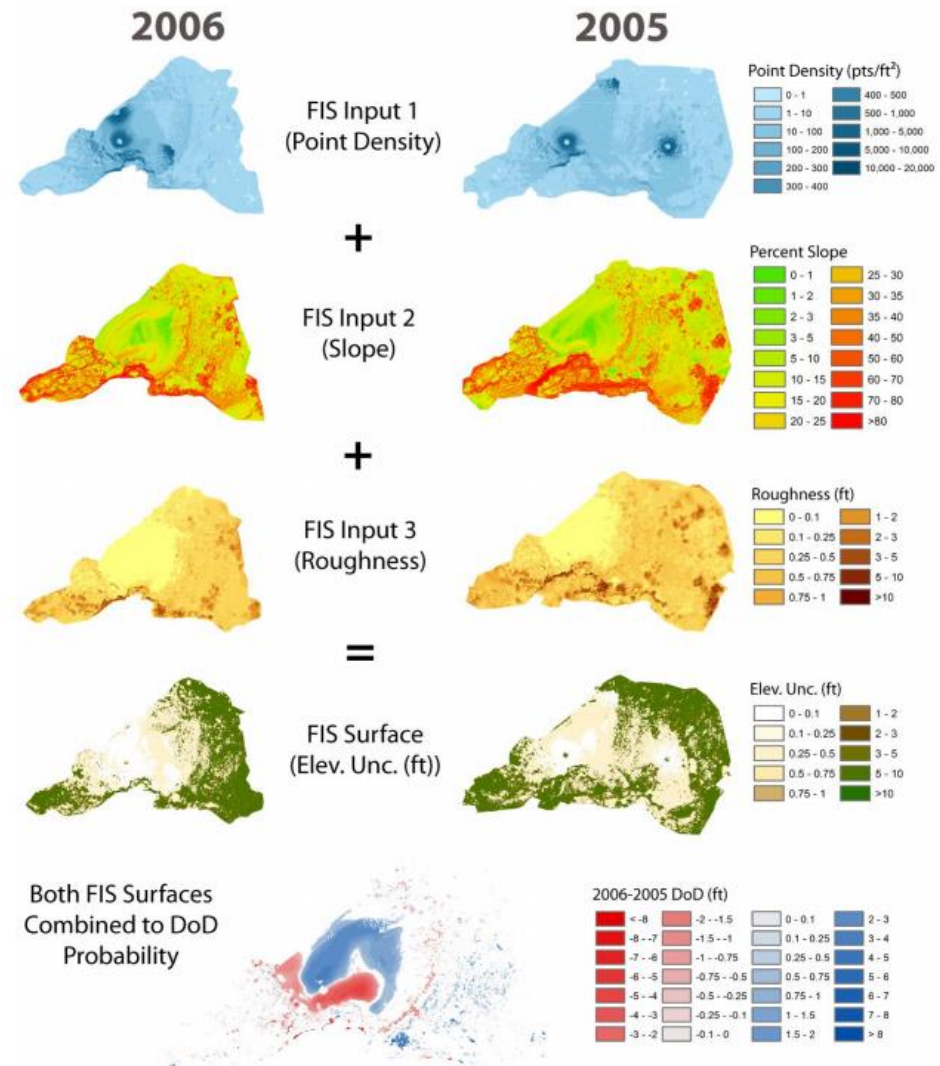 2006
2005
FIS Input 1
(Point Density)
Point Density (pts/ft²)
0 - 1
1 - 10
10 - 100
100 - 200
200 - 300
300 - 400
400 - 500
500 - 1,000
1,000 - 5,000
5,000 - 10,000
10,000 - 20,000
+
FIS Input 2
(Slope)
Percent Slope
0 - 1
1 - 2
2 - 3
3 - 5
5 - 10
10 - 15
15 - 20
20 - 25
25 - 30
30 - 35
35 - 40
40 - 50
50 - 60
60 - 70
70 - 80
>80
+
FIS Input 3
(Roughness)
Roughness (ft)
0 - 0.1
0.1 - 0.25
0.25 - 0.5
0.5 - 0.75
0.75 - 1
1 - 2
2 - 3
3 - 5
5 - 10
>10
=
FIS Surface
(Elev. Unc. (ft))
Elev. Unc. (ft)
0 - 0.1
0.1 - 0.25
0.25 - 0.5
0.5 - 0.75
0.75 - 1
1 - 2
2 - 3
3 - 5
5 - 10
>10
Both FIS Surfaces
Combined to DoD
Probability
2006-2005 DoD (ft)
< -8
-8 - -7
-7 - -6
-6 - -5
-5 - -4
-4 - -3
-3 - -2
-2 - -1.5
-1.5 - -1
-1 - -0.75
-0.75 - -0.5
-0.5 - -0.25
-0.25 - -0.1
-0.1 - 0
0 - 0.1
0.1 - 0.25
0.25 - 0.5
0.5 - 0.75
0.75 - 1
1 - 1.5
1.5 - 2
2 - 3
3 - 4
4 - 5
5 - 6
6 - 7
7 - 8
> 8